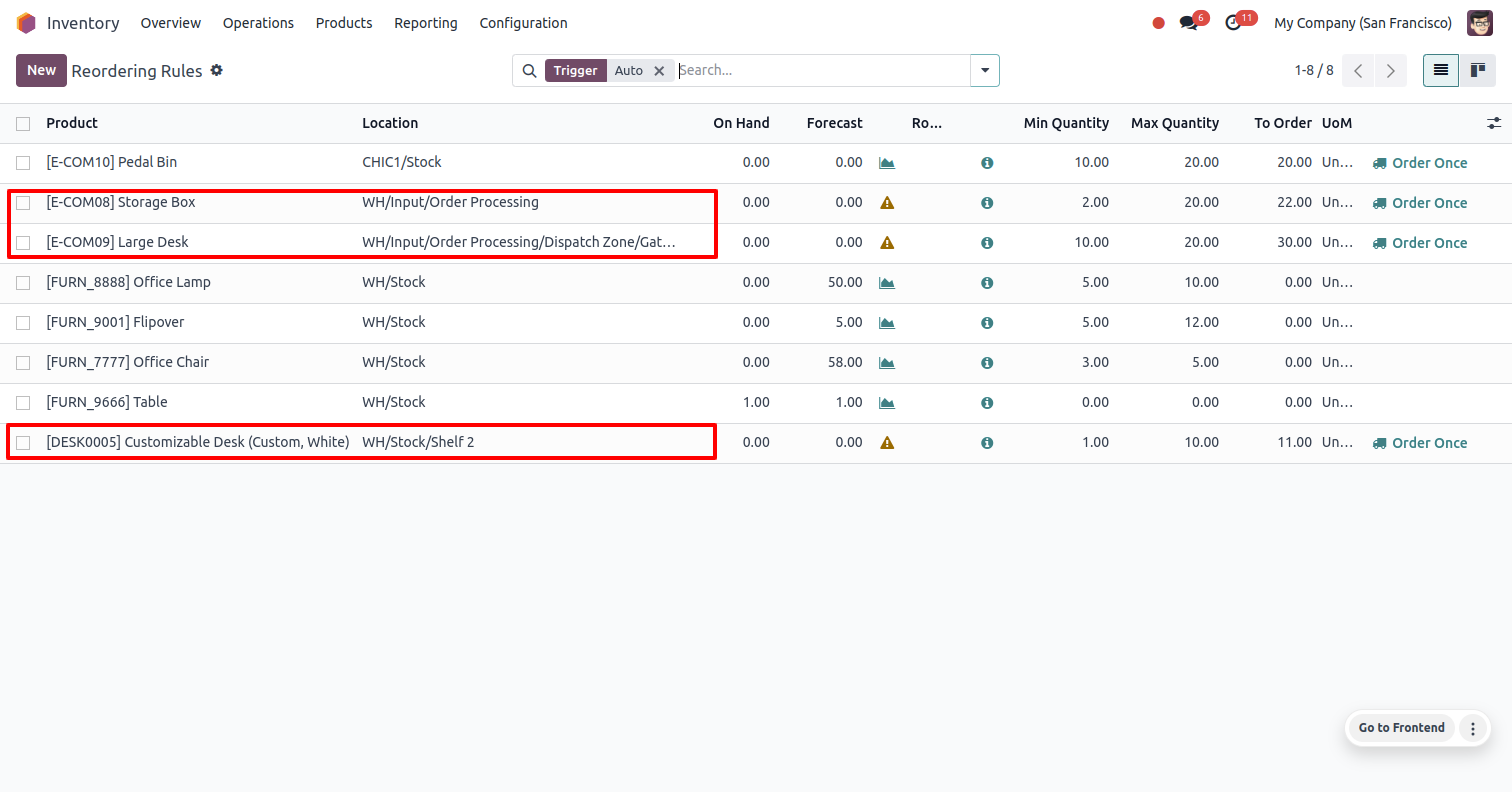 Inventory Overview Operations Products Reporting Configuration 6 11 My Company (San Francisco)
New Reordering Rules Trigger Auto Search... 1-8 / 8
Product Location On Hand Forecast Ro... Min Quantity Max Quantity To Order UoM
[E-COM10] Pedal Bin CHIC1/Stock 0.00 0.00 10.00 20.00 20.00 Un... Order Once
[E-COM08] Storage Box WH/Input/Order Processing 0.00 0.00 2.00 20.00 22.00 Un... Order Once
[E-COM09] Large Desk WH/Input/Order Processing/Dispatch Zone/Gat... 0.00 0.00 10.00 20.00 30.00 Un... Order Once
[FURN_8888] Office Lamp WH/Stock 0.00 50.00 5.00 10.00 0.00 Un...
[FURN_9001] Flipover WH/Stock 0.00 5.00 5.00 12.00 0.00 Un...
[FURN_7777] Office Chair WH/Stock 0.00 58.00 3.00 5.00 0.00 Un...
[FURN_9666] Table WH/Stock 1.00 1.00 0.00 0.00 0.00 Un...
[DESK0005] Customizable Desk (Custom, White) WH/Stock/Shelf 2 0.00 0.00 1.00 10.00 11.00 Un... Order Once
Go to Frontend